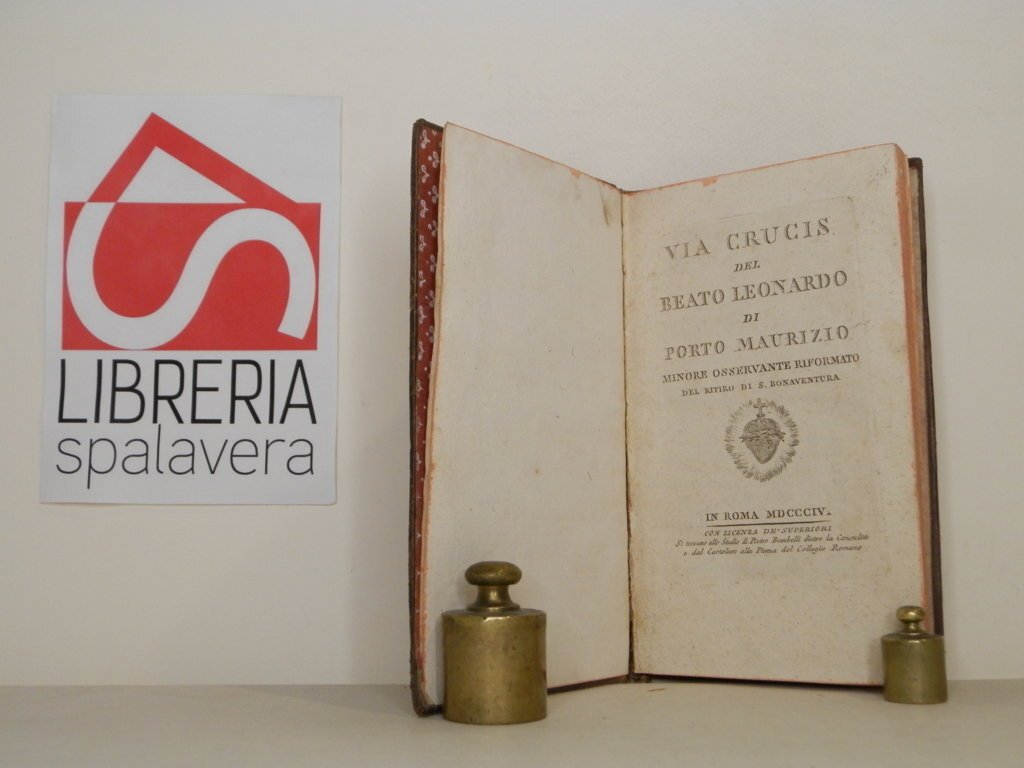 LIBRERIA
spalavera
VIA CRUCIS
DEL
BEATO LEONARDO
DI
PORTO MAURIZIO
MINORE OSSERVANTE RIFORMATO
DEL RITIRO DI S. BONAVENTURA
IN ROMA MDCCCIV.
CON LICENZA DE' SUPERIORI
Si trovano allo Studio di Pietro Bombelli dietro la Consulta
e dal Cartolaro alla Piazza del Collegio Romano